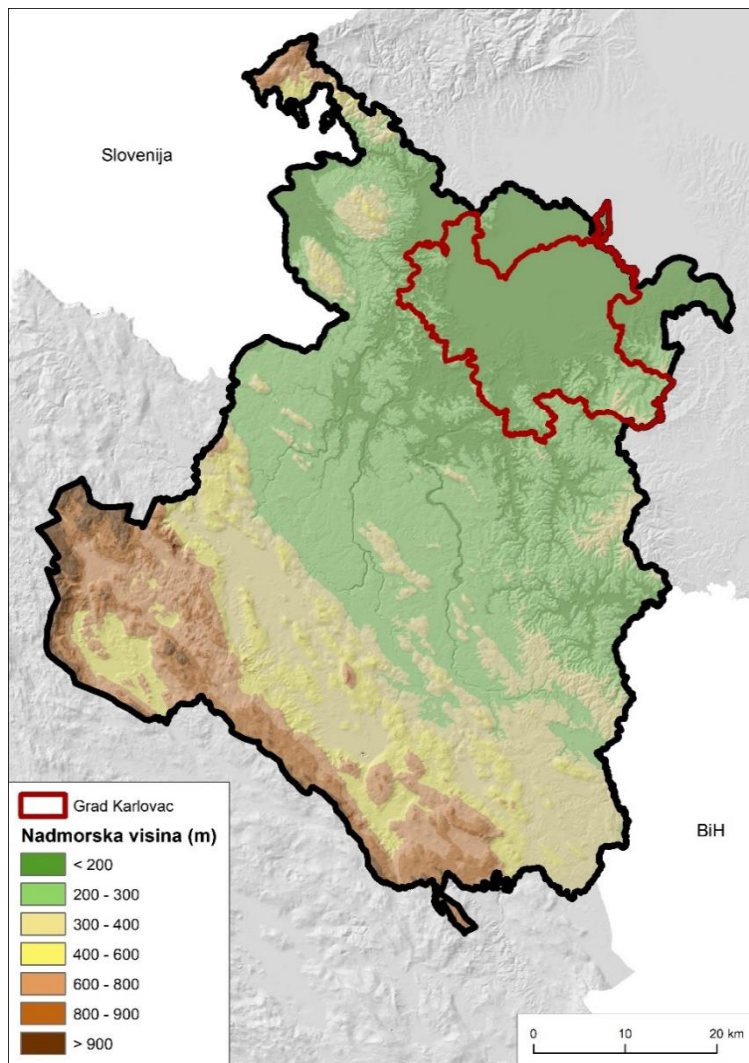 Slovenija
BiH
Grad Karlovac
Nadmorska visina (m)
< 200
200 - 300
300 - 400
400 - 600
600 - 800
800 - 900
> 900
0 10 20 km